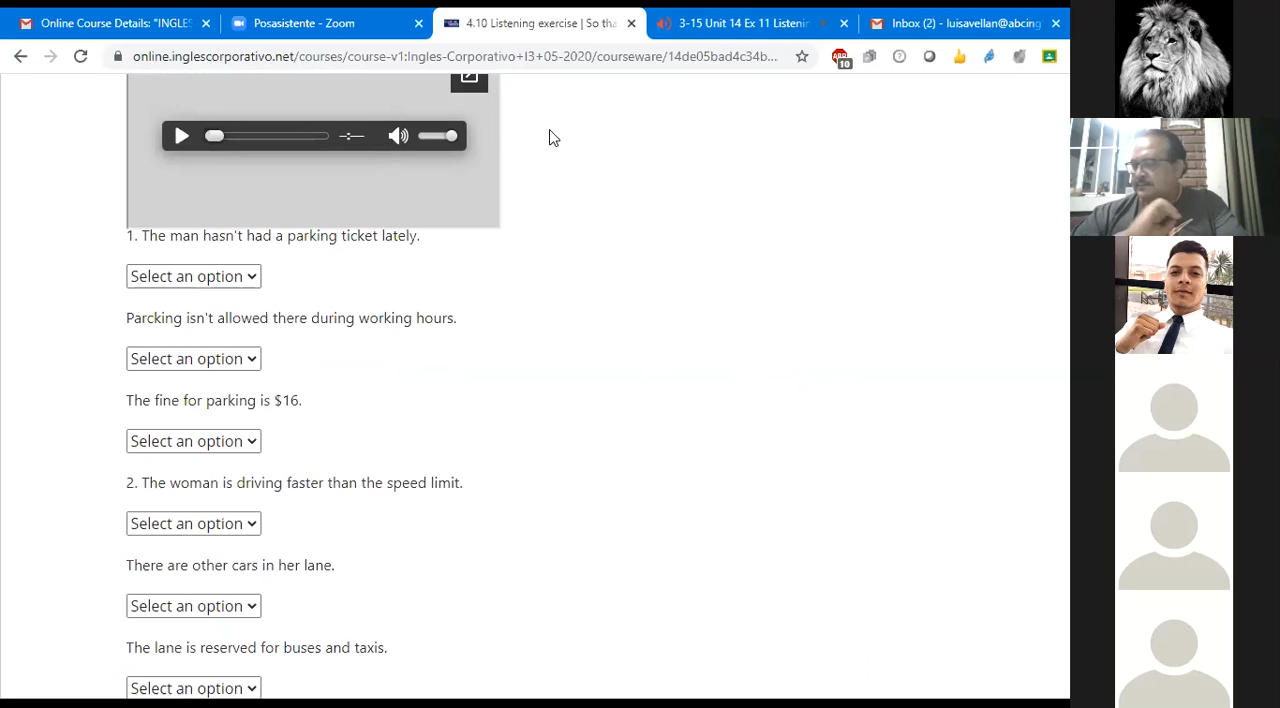 Online Course Details: "INGLES
Posasistente - Zoom
4.10 Listening exercise | So tha
3-15 Unit 14 Ex 11 Listenin
Inbox (2) - luisavellan@abcing
online.inglescorporativo.net/courses/course-v1:Ingles-Corporativo+I3+05-2020/courseware/14de05bad4c34b...
10
1. The man hasn't had a parking ticket lately.
Select an option
Parcking isn't allowed there during working hours.
Select an option
The fine for parking is $16.
Select an option
2. The woman is driving faster than the speed limit.
Select an option
There are other cars in her lane.
Select an option
The lane is reserved for buses and taxis.
Select an option